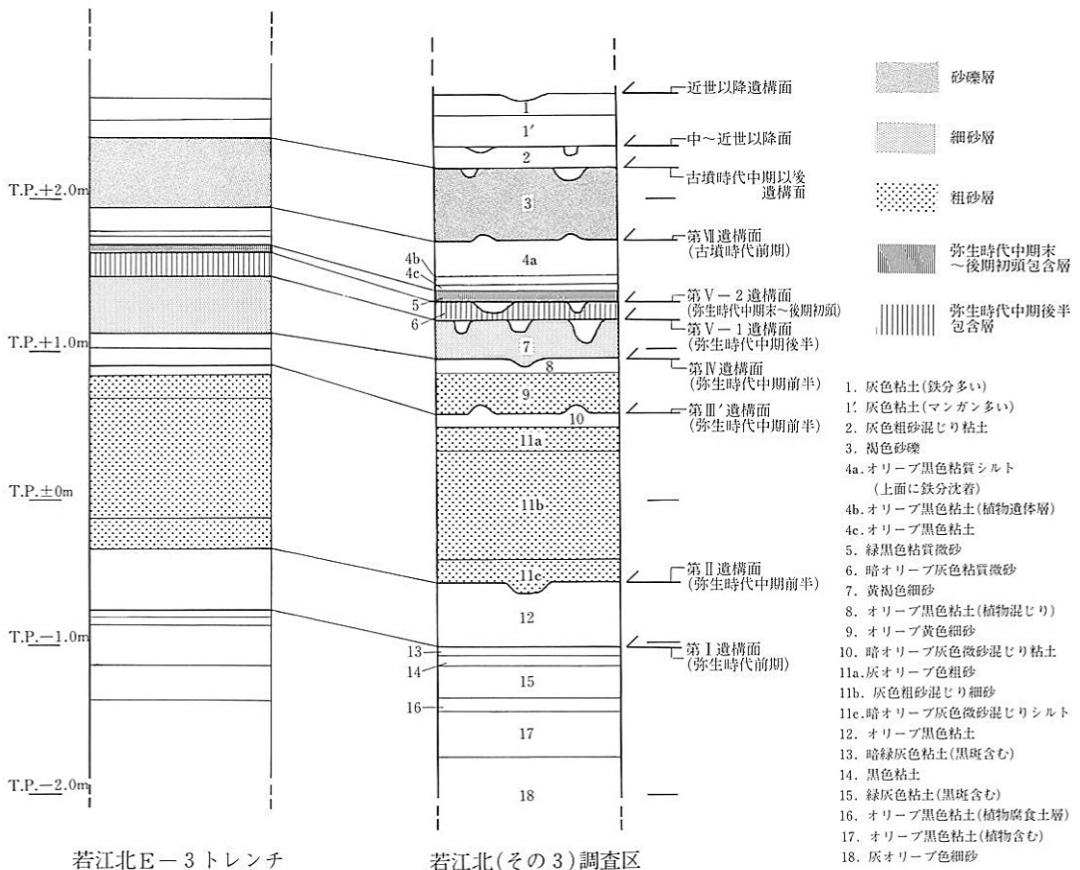 T.P.+2.0m
T.P.+1.0m
T.P.±0m
T.P.−1.0m
T.P.−2.0m
若江北E−3トレンチ
1
1′
2
3
4a
4b
4c
5
6
7
8
9
10
11a
11b
11c
12
13
14
15
16
17
18
若江北(その3)調査区
近世以降遺構面
中〜近世以降面
古墳時代中期以後
遺構面
第Ⅶ遺構面
(古墳時代前期)
第Ⅴ−2遺構面
(弥生時代中期末〜後期初頭)
第Ⅴ−1遺構面
(弥生時代中期後半)
第Ⅳ遺構面
(弥生時代中期前半)
第Ⅲ′遺構面
(弥生時代中期前半)
第Ⅱ遺構面
(弥生時代中期前半)
第Ⅰ遺構面
(弥生時代前期)
砂礫層
細砂層
粗砂層
弥生時代中期末
〜後期初頭包含層
弥生時代中期後半
包含層
1. 灰色粘土(鉄分多い)
1′. 灰色粘土(マンガン多い)
2. 灰色粗砂混じり粘土
3. 褐色砂礫
4a.オリーブ黒色粘質シルト
(上面に鉄分沈着)
4b.オリーブ黒色粘土(植物遺体層)
4c.オリーブ黒色粘土
5. 緑黒色粘質微砂
6. 暗オリーブ灰色粘質微砂
7. 黄褐色細砂
8. オリーブ黒色粘土(植物混じり)
9. オリーブ黄色細砂
10. 暗オリーブ灰色微砂混じり粘土
11a.灰オリーブ色粗砂
11b. 灰色粗砂混じり細砂
11c.暗オリーブ灰色微砂混じりシルト
12. オリーブ黒色粘土
13. 暗緑灰色粘土(黒斑含む)
14. 黒色粘土
15. 緑灰色粘土(黒斑含む)
16. オリーブ黒色粘土(植物腐食土層)
17. オリーブ黒色粘土(植物含む)
18. 灰オリーブ色細砂